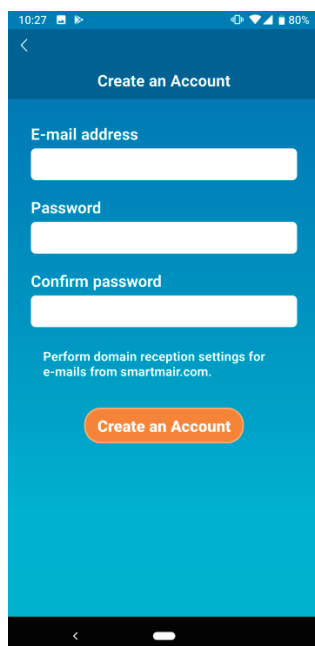 10:27 80%
Create an Account
E-mail address
Password
Confirm password
Perform domain reception settings for
e-mails from smartmair.com.
Create an Account